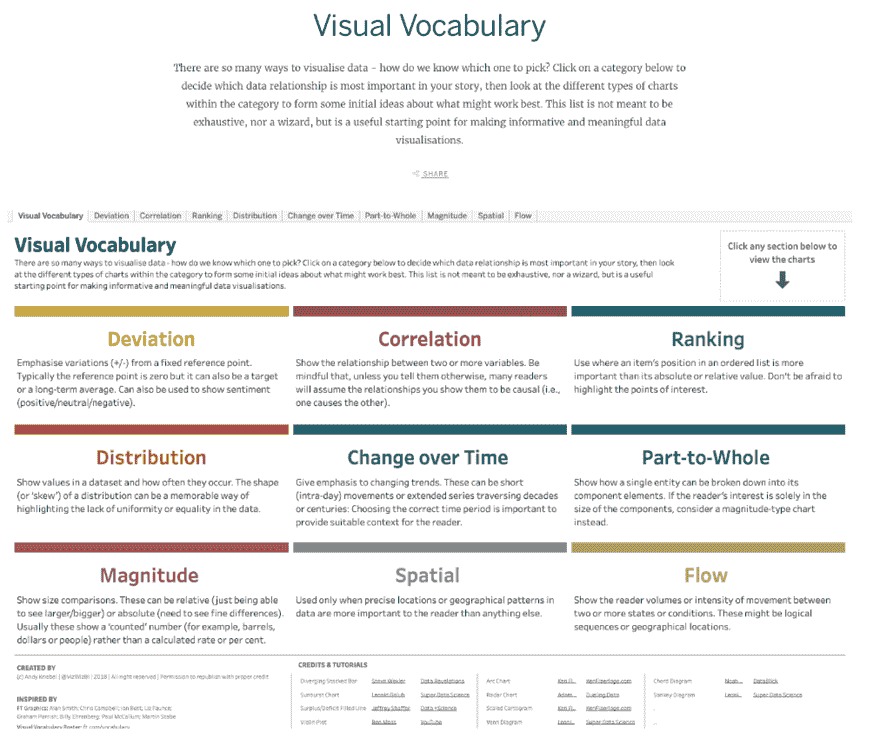 Visual Vocabulary
There are so many ways to visualise data - how do we know which one to pick? Click on a category below to
decide which data relationship is most important in your story, then look at the different types of charts
within the category to form some initial ideas about what might work best. This list is not meant to be
exhaustive, nor a wizard, but is a useful starting point for making informative and meaningful data
visualisations.
SHARE
Visual Vocabulary Deviation Correlation Ranking Distribution Change over Time Part-to-Whole Magnitude Spatial Flow
Visual Vocabulary
There are so many ways to visualise data - how do we know which one to pick? Click on a category below to decide which data relationship is most important in your story, then look
at the different types of charts within the category to form some initial ideas about what might work best. This list is not meant to be exhaustive, nor a wizard, but is a useful
starting point for making informative and meaningful data visualisations.
Click any section below to
view the charts
Deviation
Emphasise variations (+/-) from a fixed reference point.
Typically the reference point is zero but it can also be a target
or a long-term average. Can also be used to show sentiment
(positive/neutral/negative).
Correlation
Show the relationship between two or more variables. Be
mindful that, unless you tell them otherwise, many readers
will assume the relationships you show them to be causal (i.e.,
one causes the other).
Ranking
Use where an item's position in an ordered list is more
important than its absolute or relative value. Don't be afraid to
highlight the points of interest.
Distribution
Show values in a dataset and how often they occur. The shape
(or 'skew') of a distribution can be a memorable way of
highlighting the lack of uniformity or equality in the data.
Change over Time
Give emphasis to changing trends. These can be short
(intra-day) movements or extended series traversing decades
or centuries: Choosing the correct time period is important to
provide suitable context for the reader.
Part-to-Whole
Show how a single entity can be broken down into its
component elements. If the reader's interest is solely in the
size of the components, consider a magnitude-type chart
instead.
Magnitude
Show size comparisons. These can be relative (just being able
to see larger/bigger) or absolute (need to see fine differences).
Usually these show a 'counted' number (for example, barrels,
dollars or people) rather than a calculated rate or per cent.
Spatial
Used only when precise locations or geographical patterns in
data are more important to the reader than anything else.
Flow
Show the reader volumes or intensity of movement between
two or more states or conditions. These might be logical
sequences or geographical locations.
CREATED BY
(c) Andy Kriebel | @VizWizBI | 2018 | All right reserved | Permission to republish with proper credit
INSPIRED BY
FT Graphics: Alan Smith; Chris Campbell; Ian Bott; Liz Faunce;
Graham Parrish; Billy Ehrenberg; Paul McCallum; Martin Stabe
Visual Vocabulary Poster: ft.com/vocabulary
CREDITS & TUTORIALS
Diverging Stacked Bar Steve Wexler Data Revelations
Sunburst Chart Super Data Science
Surplus/Deficit Filled Line Jeffrey Shaffer Data +Science
Violin Plot Ben Moss YouTube
Arc Chart
Radar Chart Adam... Dueling Data
Scaled Cartogram
Venn Diagram Super Data Science
Chord Diagram Noah... DataBlick
Sankey Diagram Super Data Science